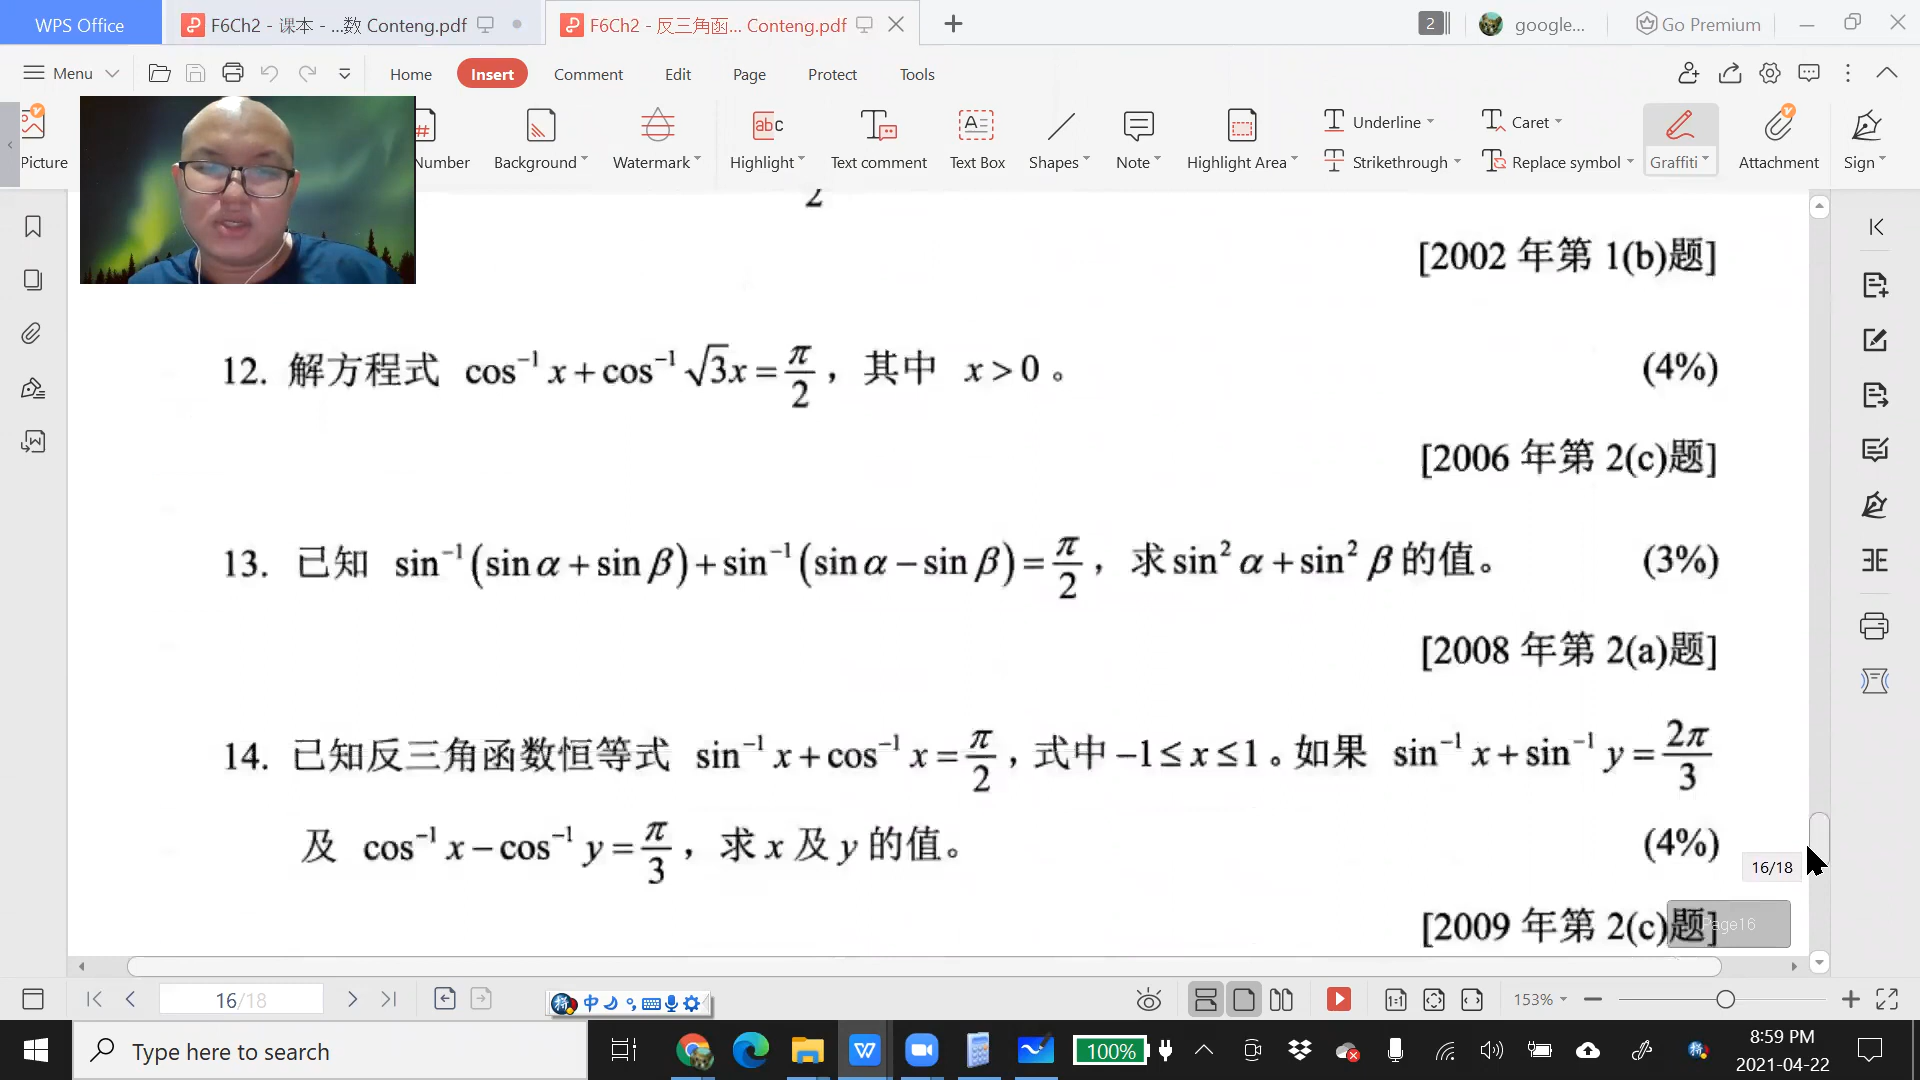 WPS Office
F6Ch2 - 课本 - ...数 Conteng.pdf
F6Ch2 - 反三角函... Conteng.pdf
2
google...
Go Premium
Menu
Home
Insert
Comment
Edit
Page
Protect
Tools
Picture
Number
Background
Watermark
Highlight
Text comment
Text Box
Shapes
Note
Highlight Area
Underline
Strikethrough
Caret
Replace symbol
Graffiti
Attachment
Sign
2
[2002 年第 1(b)题]
12. 解方程式 cos⁻¹ x + cos⁻¹ √3x = π/2，其中 x > 0。 (4%)
[2006 年第 2(c)题]
13. 已知 sin⁻¹(sin α + sin β) + sin⁻¹(sin α − sin β) = π/2，求 sin² α + sin² β 的值。 (3%)
[2008 年第 2(a)题]
14. 已知反三角函数恒等式 sin⁻¹ x + cos⁻¹ x = π/2，式中 −1 ≤ x ≤ 1。如果 sin⁻¹ x + sin⁻¹ y = 2π/3
及 cos⁻¹ x − cos⁻¹ y = π/3，求 x 及 y 的值。 (4%)
16/18
[2009 年第 2(c)题]
Page16
16/18
中
153%
Type here to search
100%
8:59 PM
2021-04-22